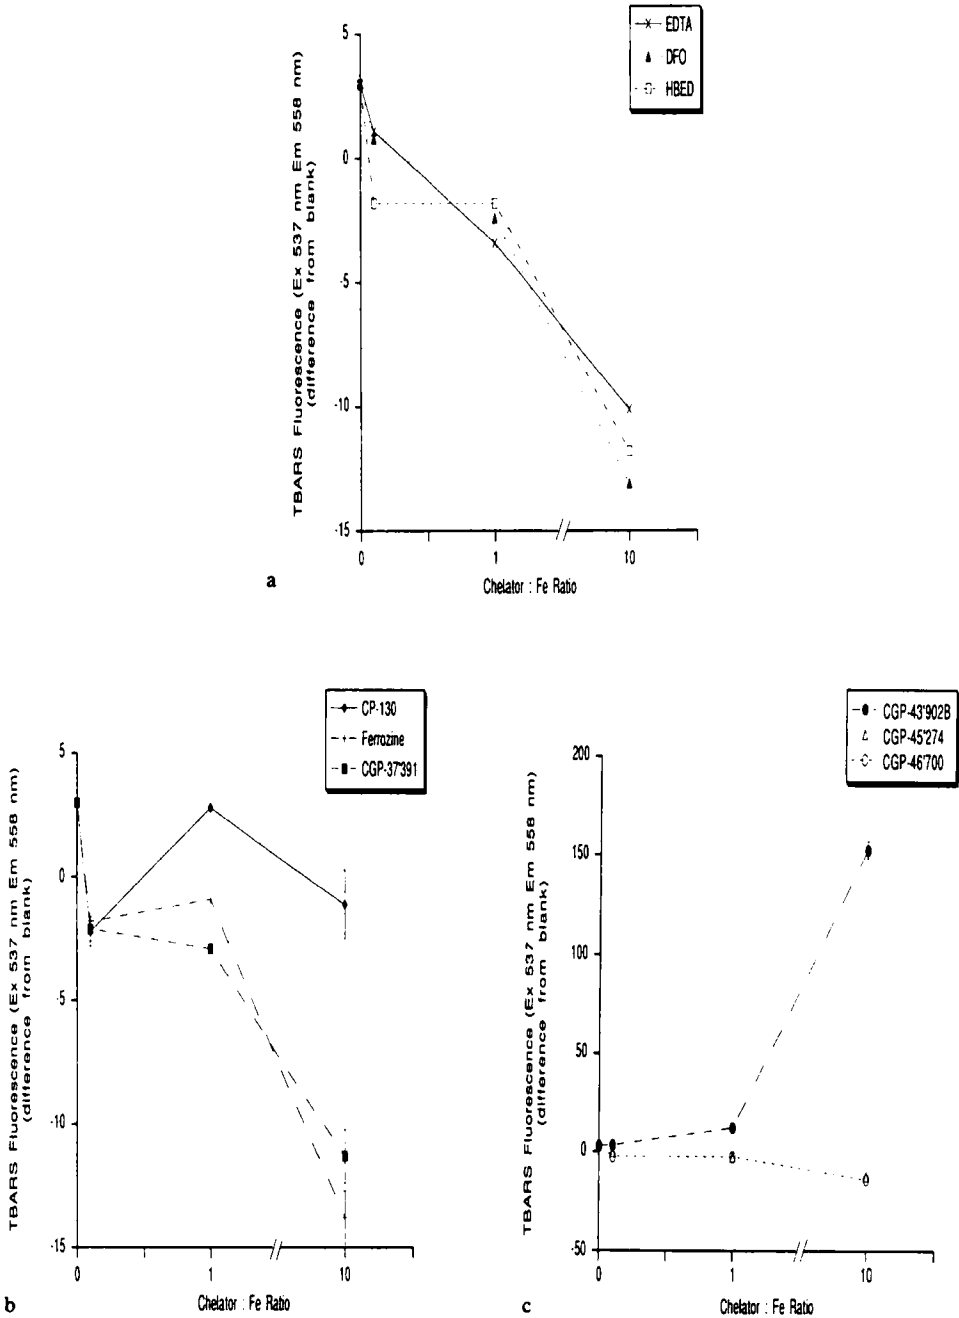 EDTA
DFO
HBED
TBARS Fluorescence (Ex 537 nm Em 558 nm)
(difference from blank)
5
0
-5
-10
-15
0
1
10
Chelator : Fe Ratio
a
CP-130
Ferrozine
CGP-37'391
TBARS Fluorescence (Ex 537 nm Em 558 nm)
(difference from blank)
5
0
-5
-10
-15
0
1
10
Chelator : Fe Ratio
b
CGP-43'902B
CGP-45'274
CGP-46'700
TBARS Fluorescence (Ex 537 nm Em 558 nm)
(difference from blank)
200
150
100
50
0
-50
0
1
10
Chelator : Fe Ratio
c